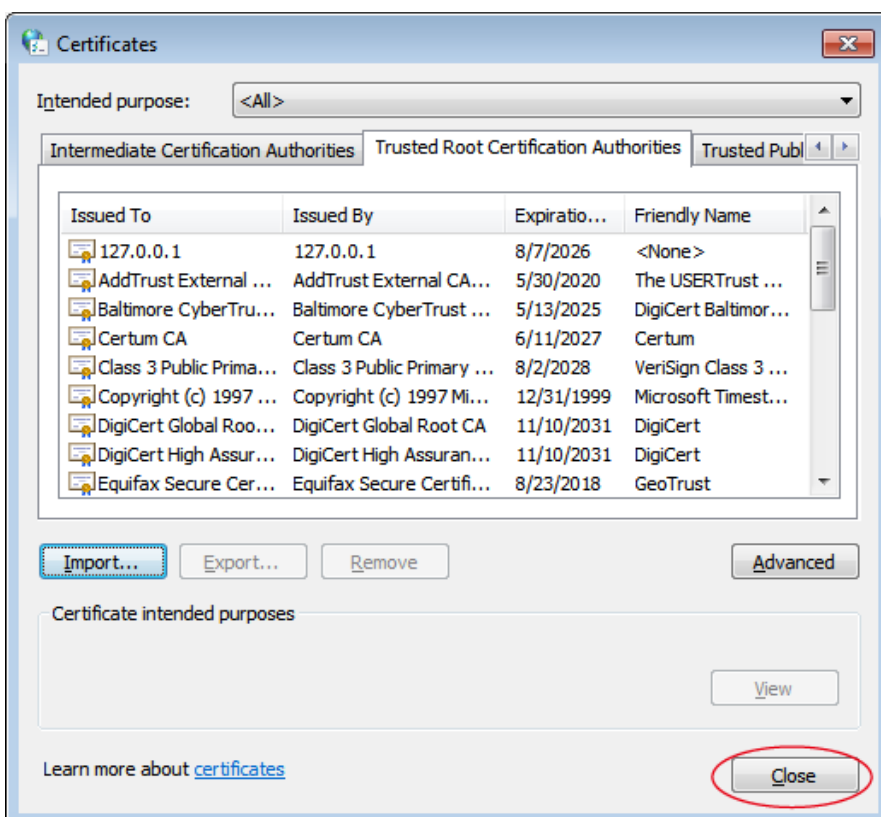 Certificates
Intended purpose: <All>
Intermediate Certification Authorities Trusted Root Certification Authorities Trusted Publ
Issued To Issued By Expiratio... Friendly Name
127.0.0.1 127.0.0.1 8/7/2026 <None>
AddTrust External ... AddTrust External CA... 5/30/2020 The USERTrust ...
Baltimore CyberTru... Baltimore CyberTrust ... 5/13/2025 DigiCert Baltimor...
Certum CA Certum CA 6/11/2027 Certum
Class 3 Public Prima... Class 3 Public Primary ... 8/2/2028 VeriSign Class 3 ...
Copyright (c) 1997 ... Copyright (c) 1997 Mi... 12/31/1999 Microsoft Timest...
DigiCert Global Roo... DigiCert Global Root CA 11/10/2031 DigiCert
DigiCert High Assur... DigiCert High Assuran... 11/10/2031 DigiCert
Equifax Secure Cer... Equifax Secure Certifi... 8/23/2018 GeoTrust
Import... Export... Remove Advanced
Certificate intended purposes
View
Learn more about certificates
Close